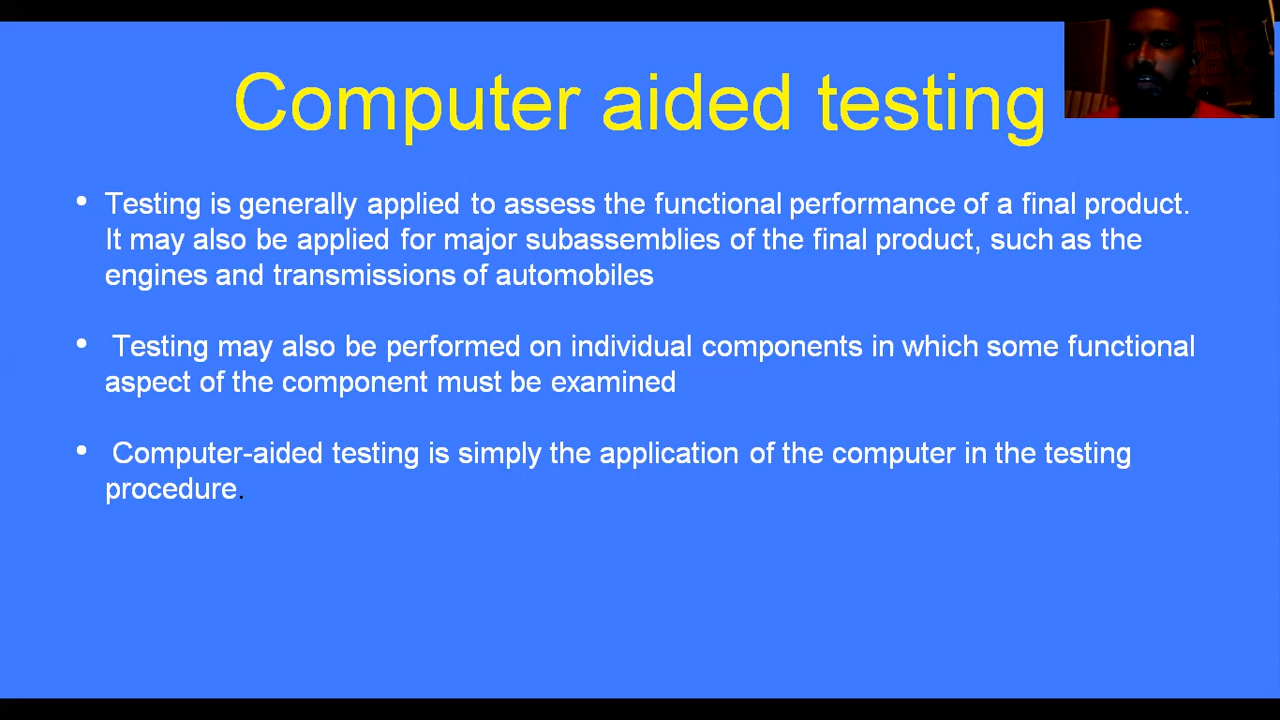 Computer aided testing
• Testing is generally applied to assess the functional performance of a final product.
It may also be applied for major subassemblies of the final product, such as the
engines and transmissions of automobiles
• Testing may also be performed on individual components in which some functional
aspect of the component must be examined
• Computer-aided testing is simply the application of the computer in the testing
procedure.